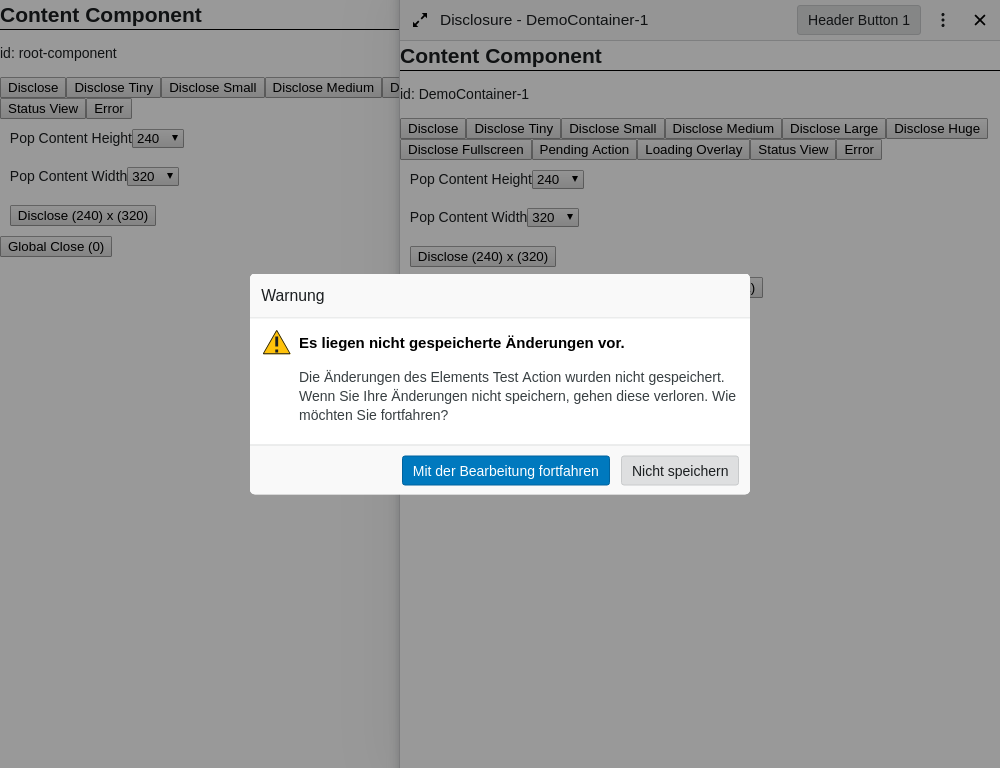 Content Component
id: root-component
Disclose Disclose Tiny Disclose Small Disclose Medium D
Status View Error
Pop Content Height 240
Pop Content Width 320
Disclose (240) x (320)
Global Close (0)
Disclosure - DemoContainer-1 Header Button 1
Content Component
id: DemoContainer-1
Disclose Disclose Tiny Disclose Small Disclose Medium Disclose Large Disclose Huge
Disclose Fullscreen Pending Action Loading Overlay Status View Error
Pop Content Height 240
Pop Content Width 320
Disclose (240) x (320)
)
Warnung
Es liegen nicht gespeicherte Änderungen vor.
Die Änderungen des Elements Test Action wurden nicht gespeichert.
Wenn Sie Ihre Änderungen nicht speichern, gehen diese verloren. Wie
möchten Sie fortfahren?
Mit der Bearbeitung fortfahren Nicht speichern